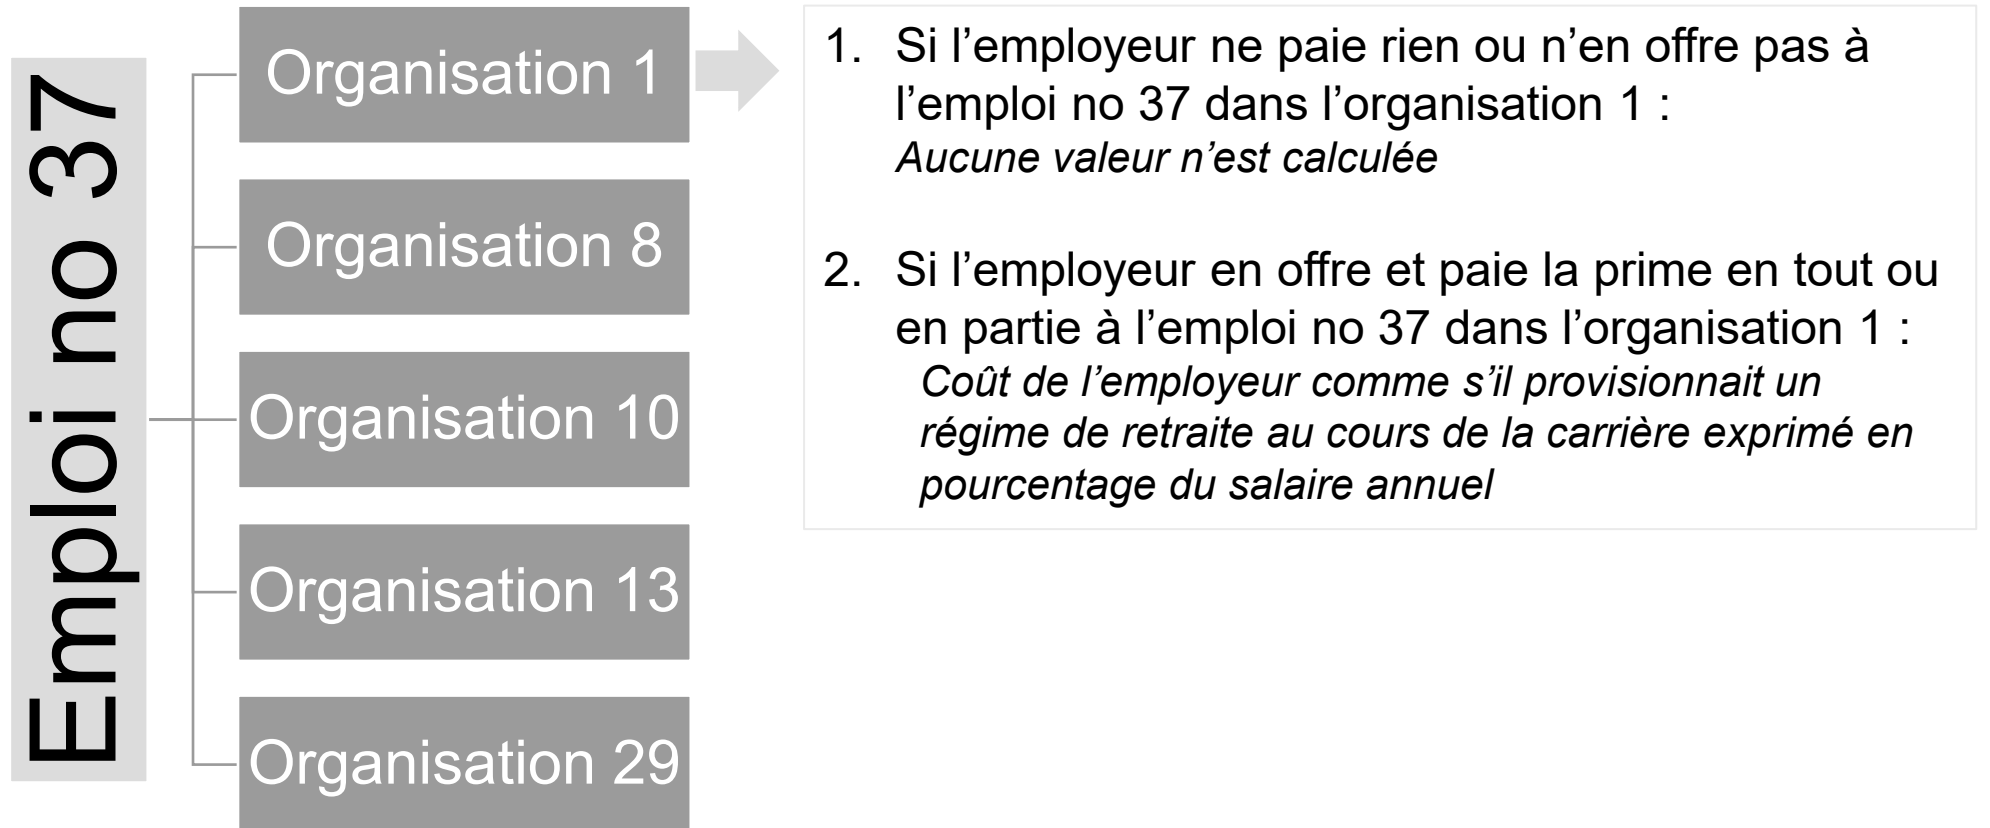 Emploi no 37
Organisation 1
Organisation 8
Organisation 10
Organisation 13
Organisation 29
1. Si l’employeur ne paie rien ou n’en offre pas à
l’emploi no 37 dans l’organisation 1 :
Aucune valeur n’est calculée
2. Si l’employeur en offre et paie la prime en tout ou
en partie à l’emploi no 37 dans l’organisation 1 :
Coût de l’employeur comme s’il provisionnait un
régime de retraite au cours de la carrière exprimé en
pourcentage du salaire annuel